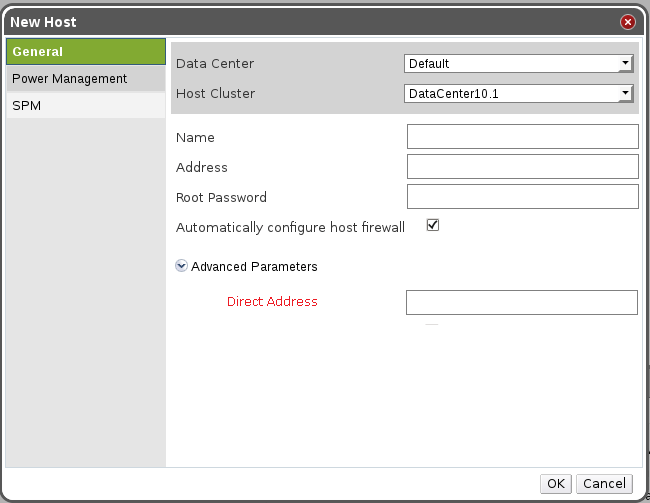 New Host
General
Power Management
SPM
Data Center Default
Host Cluster DataCenter10.1
Name
Address
Root Password
Automatically configure host firewall
Advanced Parameters
Direct Address
OK Cancel